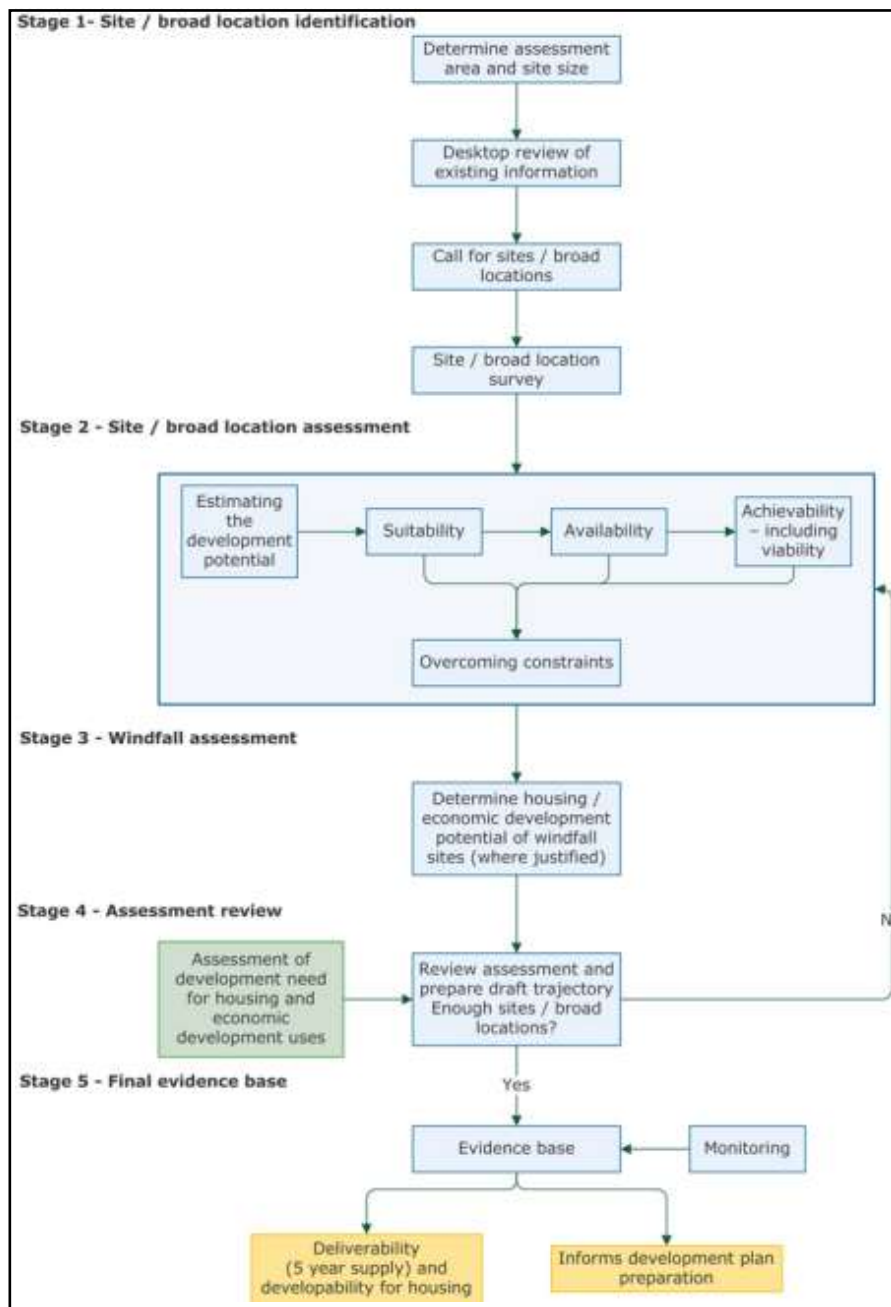 Stage 1- Site / broad location identification
Determine assessment
area and site size
Desktop review of
existing information
Call for sites / broad
locations
Site / broad location
survey
Stage 2 - Site / broad location assessment
Estimating
the
development
potential
Suitability
Availability
Achievability
– including
viability
Overcoming constraints
Stage 3 - Windfall assessment
Determine housing /
economic development
potential of windfall
sites (where justified)
Stage 4 - Assessment review
Assessment of
development need
for housing and
economic
development uses
Review assessment and
prepare draft trajectory
Enough sites / broad
locations?
N
Stage 5 - Final evidence base
Yes
Evidence base
Monitoring
Deliverability
(5 year supply) and
developability for housing
Informs development plan
preparation